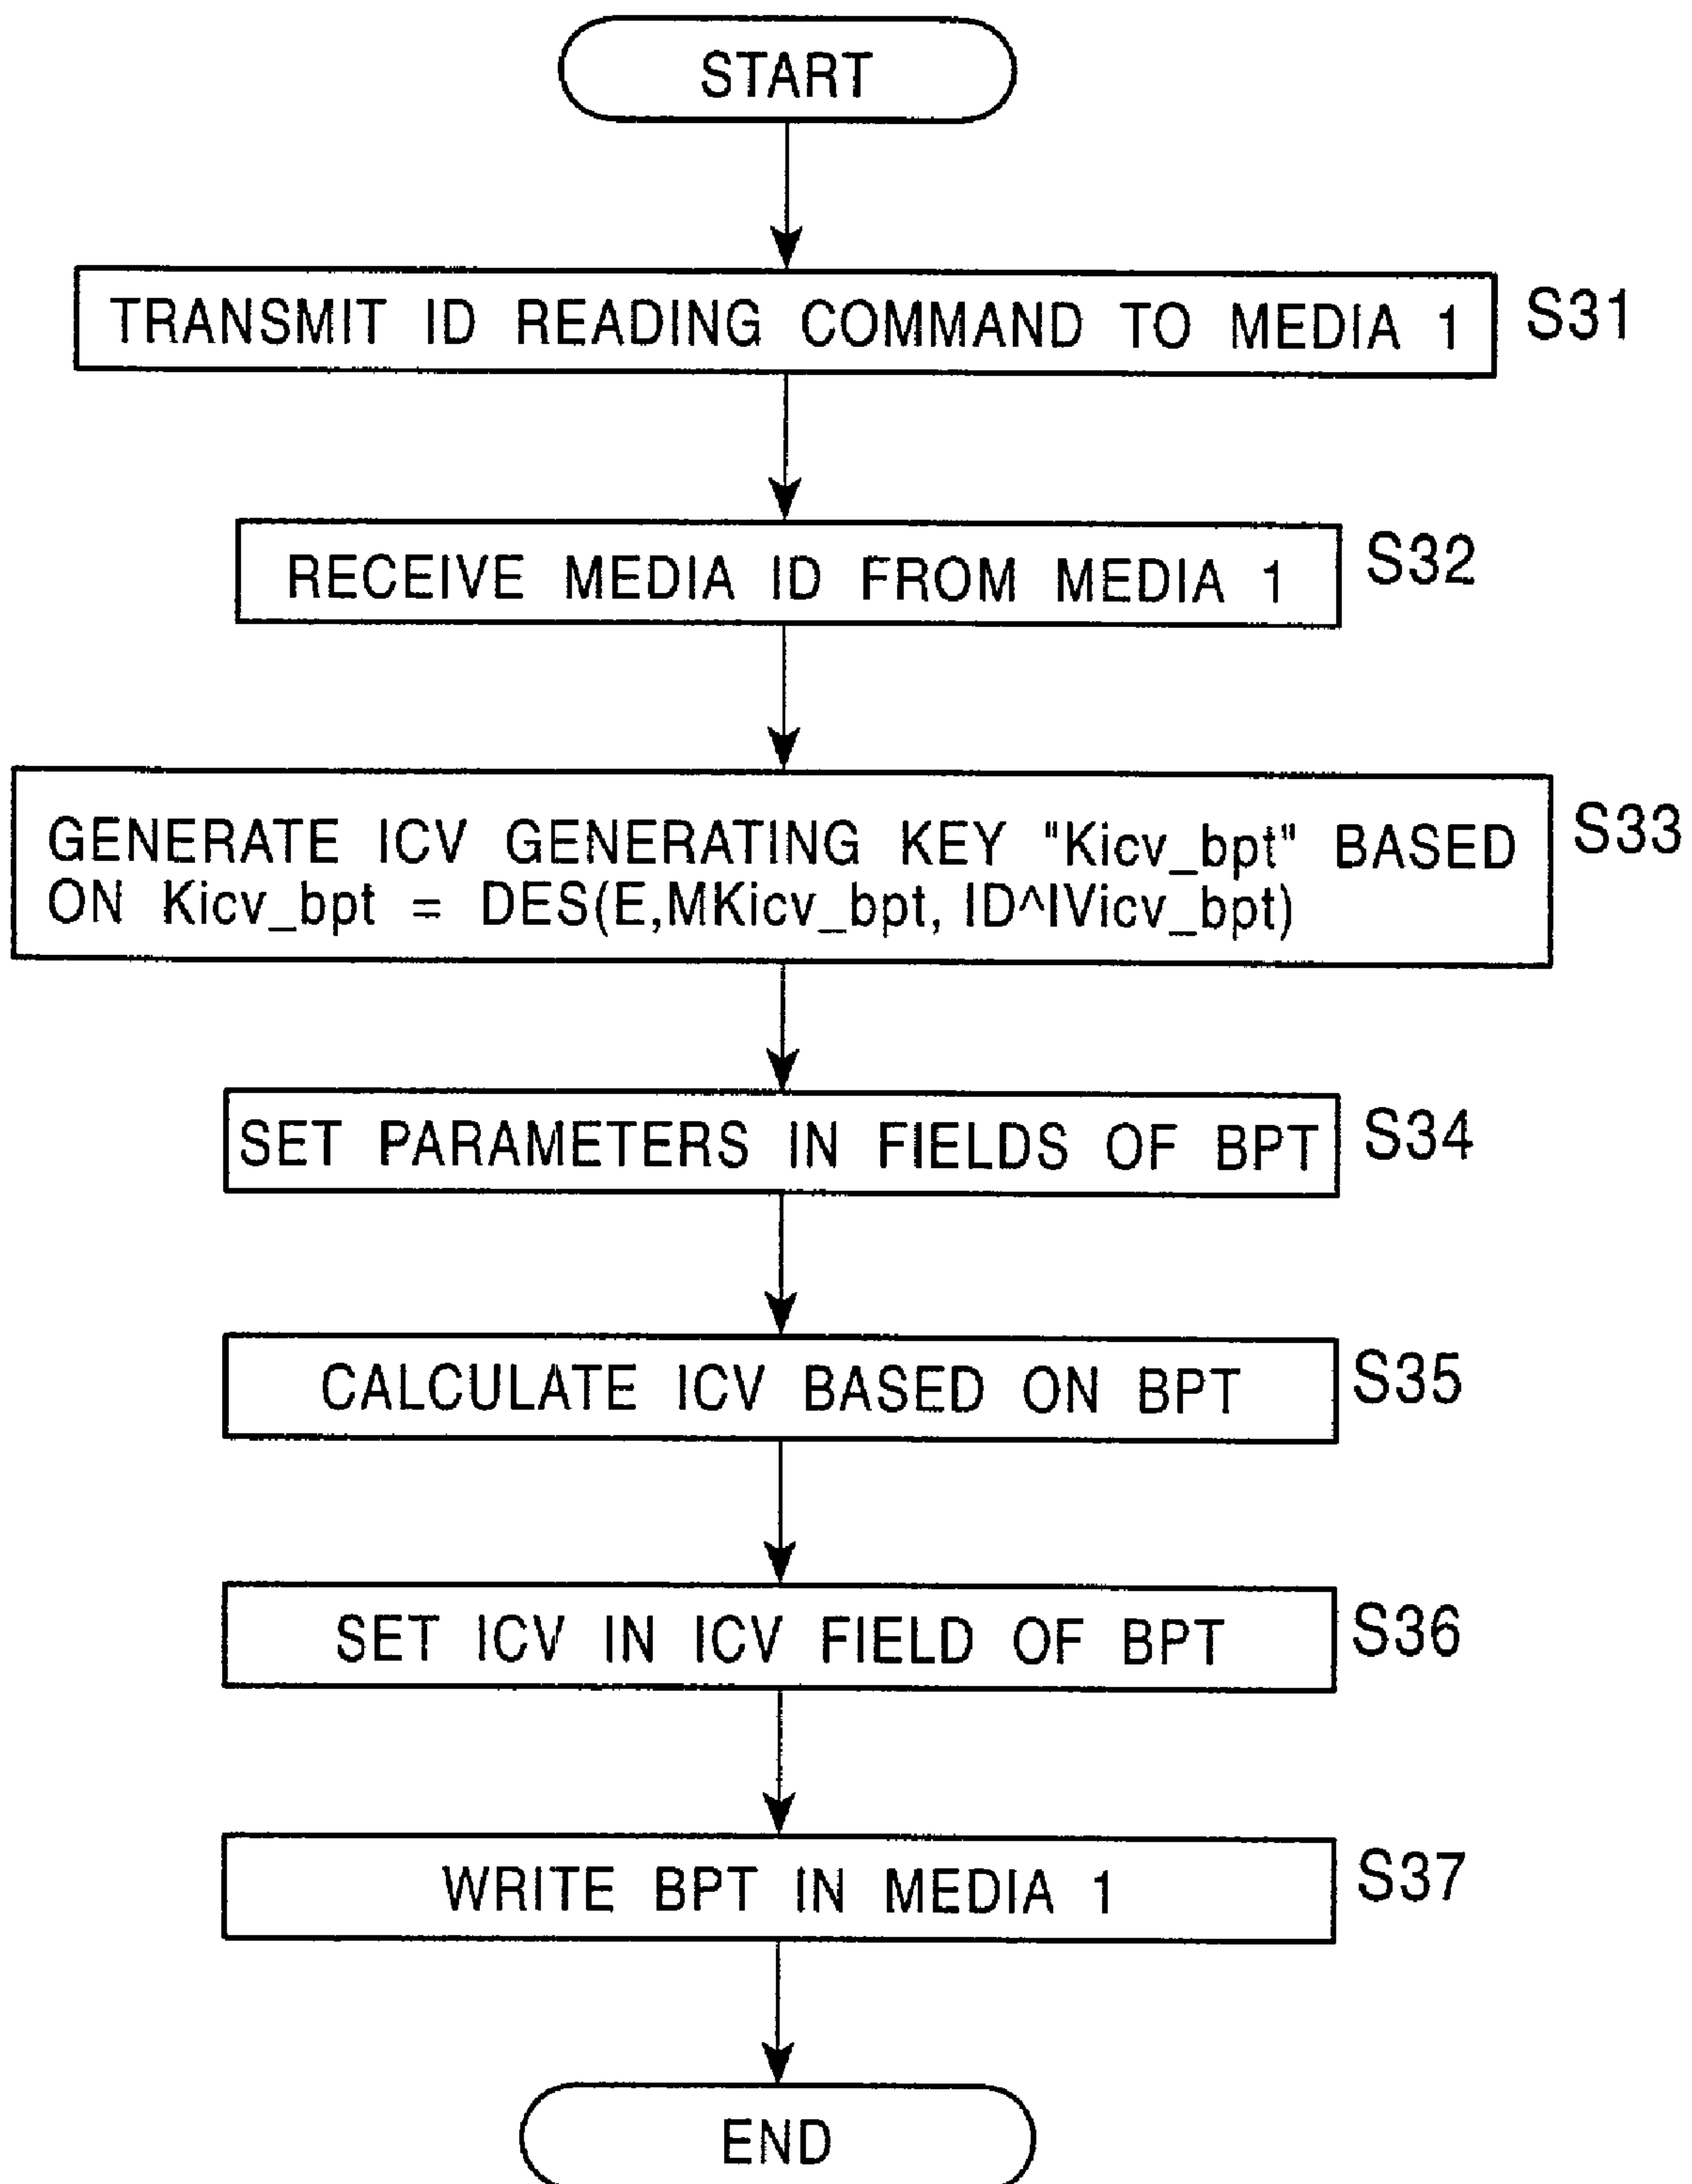 START
TRANSMIT ID READING COMMAND TO MEDIA 1 S31
RECEIVE MEDIA ID FROM MEDIA 1 S32
GENERATE ICV GENERATING KEY "Kicv_bpt" BASED S33
ON Kicv_bpt = DES(E,MKicv_bpt, ID^IVicv_bpt)
SET PARAMETERS IN FIELDS OF BPT S34
CALCULATE ICV BASED ON BPT S35
SET ICV IN ICV FIELD OF BPT S36
WRITE BPT IN MEDIA 1 S37
END